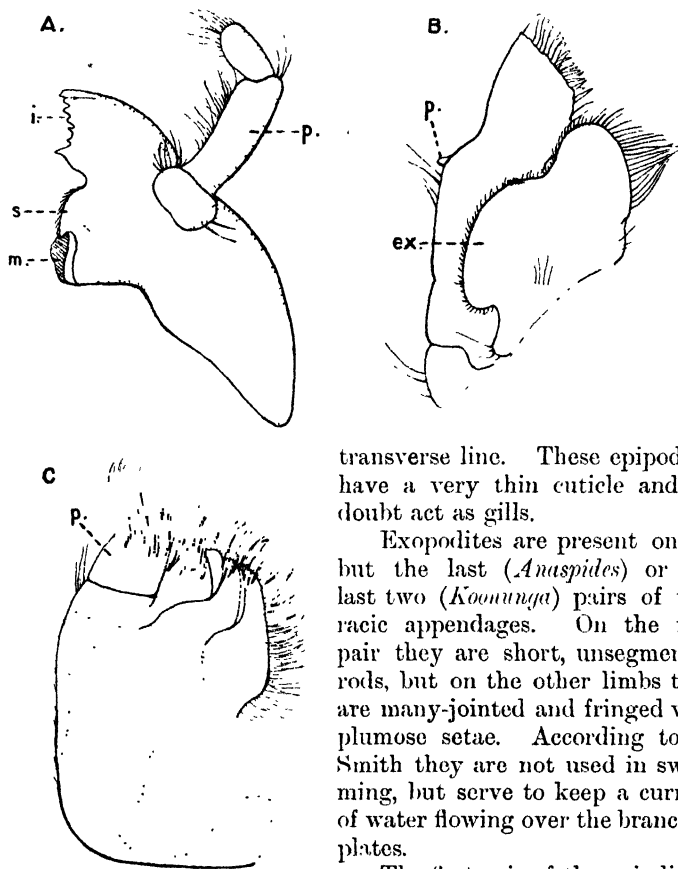 A.
B.
i.
p.
p.
s
ex.
m.
C
p.
transverse line. These epipod
have a very thin cuticle and
doubt act as gills.
Exopodites are present on
but the last (Anaspides) or
last two (Koonunga) pairs of
racic appendages. On the
pair they are short, unsegmen
rods, but on the other limbs t
are many-jointed and fringed v
plumose setae. According to
Smith they are not used in sw
ming, but serve to keep a curr
of water flowing over the branc
plates.